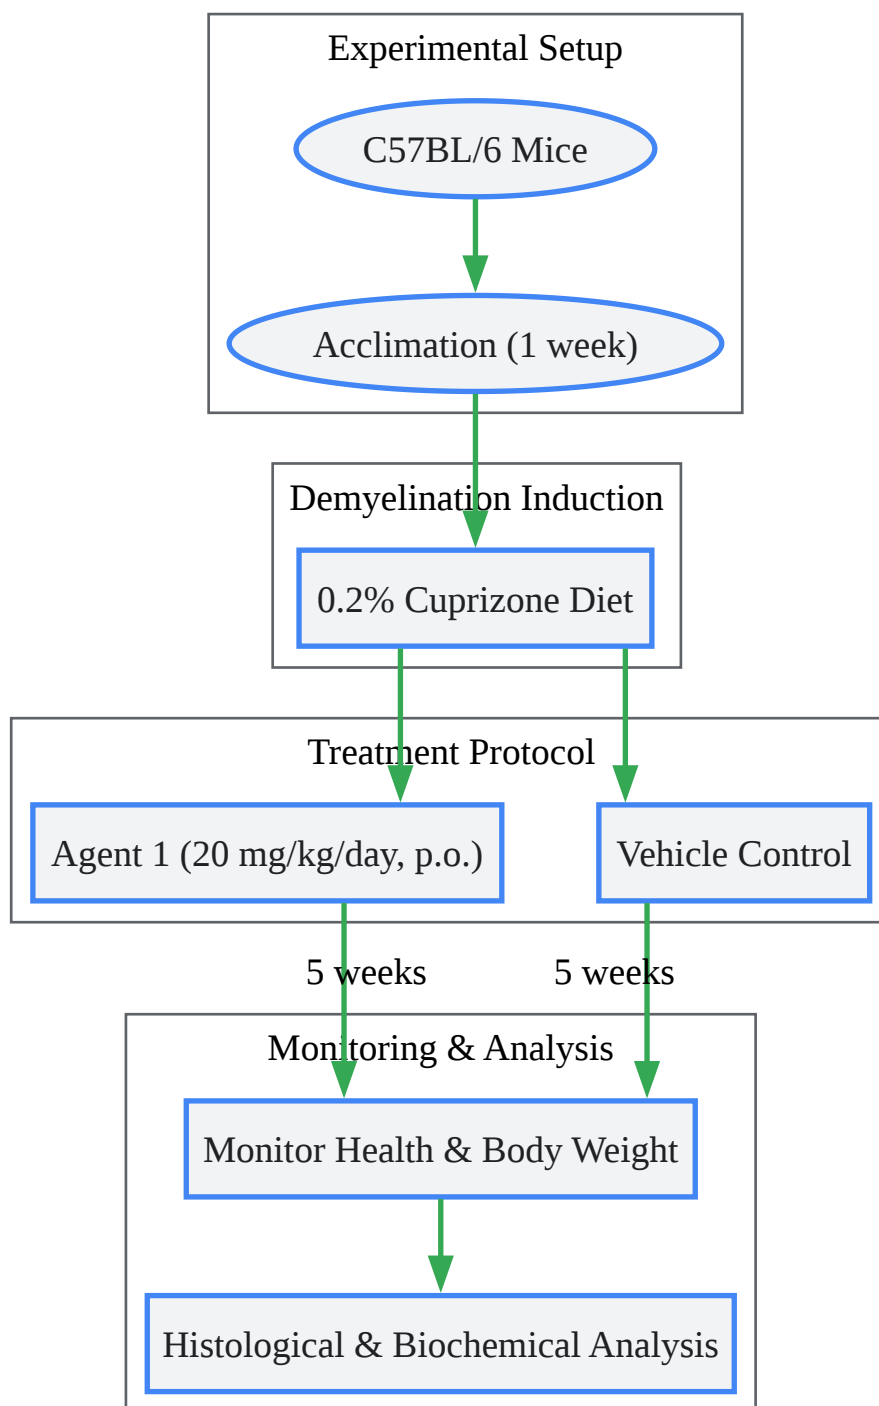 Experimental Setup
C57BL/6 Mice
Acclimation (1 week)
Demyelination Induction
0.2% Cuprizone Diet
Treatment Protocol
Agent 1 (20 mg/kg/day, p.o.)
Vehicle Control
5 weeks
5 weeks
Monitoring & Analysis
Monitor Health & Body Weight
Histological & Biochemical Analysis